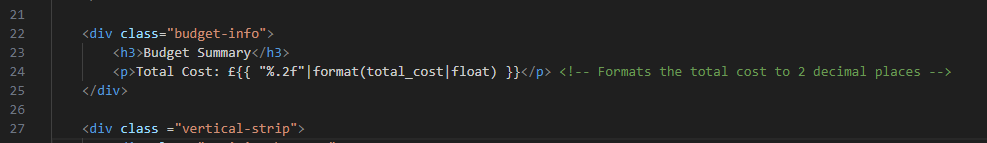 21
22 <div class="budget-info">
23 <h3>Budget Summary</h3>
24 <p>Total Cost: £{{ "%.2f"|format(total_cost|float) }}</p> <!-- Formats the total cost to 2 decimal places -->
25 </div>
26
27 <div class ="vertical-strip">